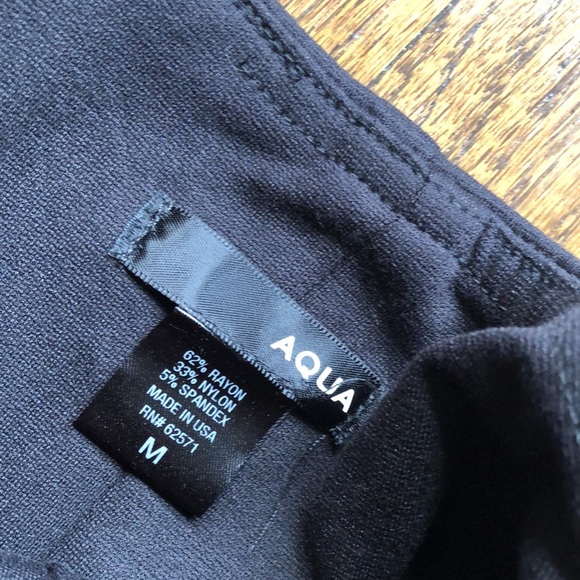 AQUA
62% RAYON
33% NYLON
5% SPANDEX
MADE IN USA
RN# 62571
M